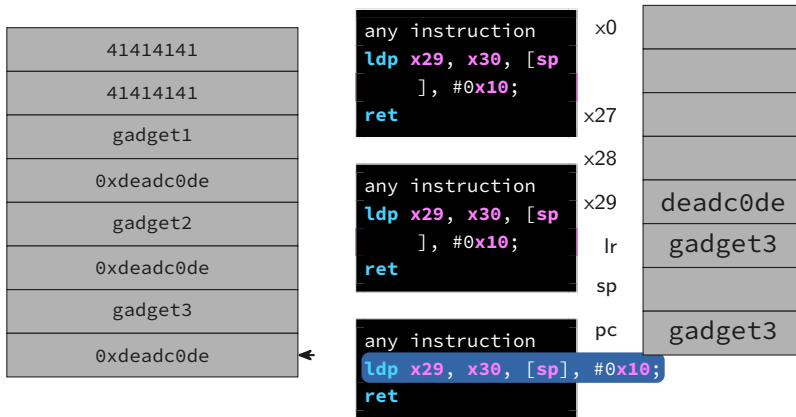 41414141
41414141
gadget1
0xdeadc0de
gadget2
0xdeadc0de
gadget3
0xdeadc0de
any instruction
ldp x29, x30, [sp
], #0x10;
ret
any instruction
ldp x29, x30, [sp
], #0x10;
ret
any instruction
ldp x29, x30, [sp], #0x10;
ret
x0
x27
x28
x29
lr
sp
pc
deadc0de
gadget3
gadget3